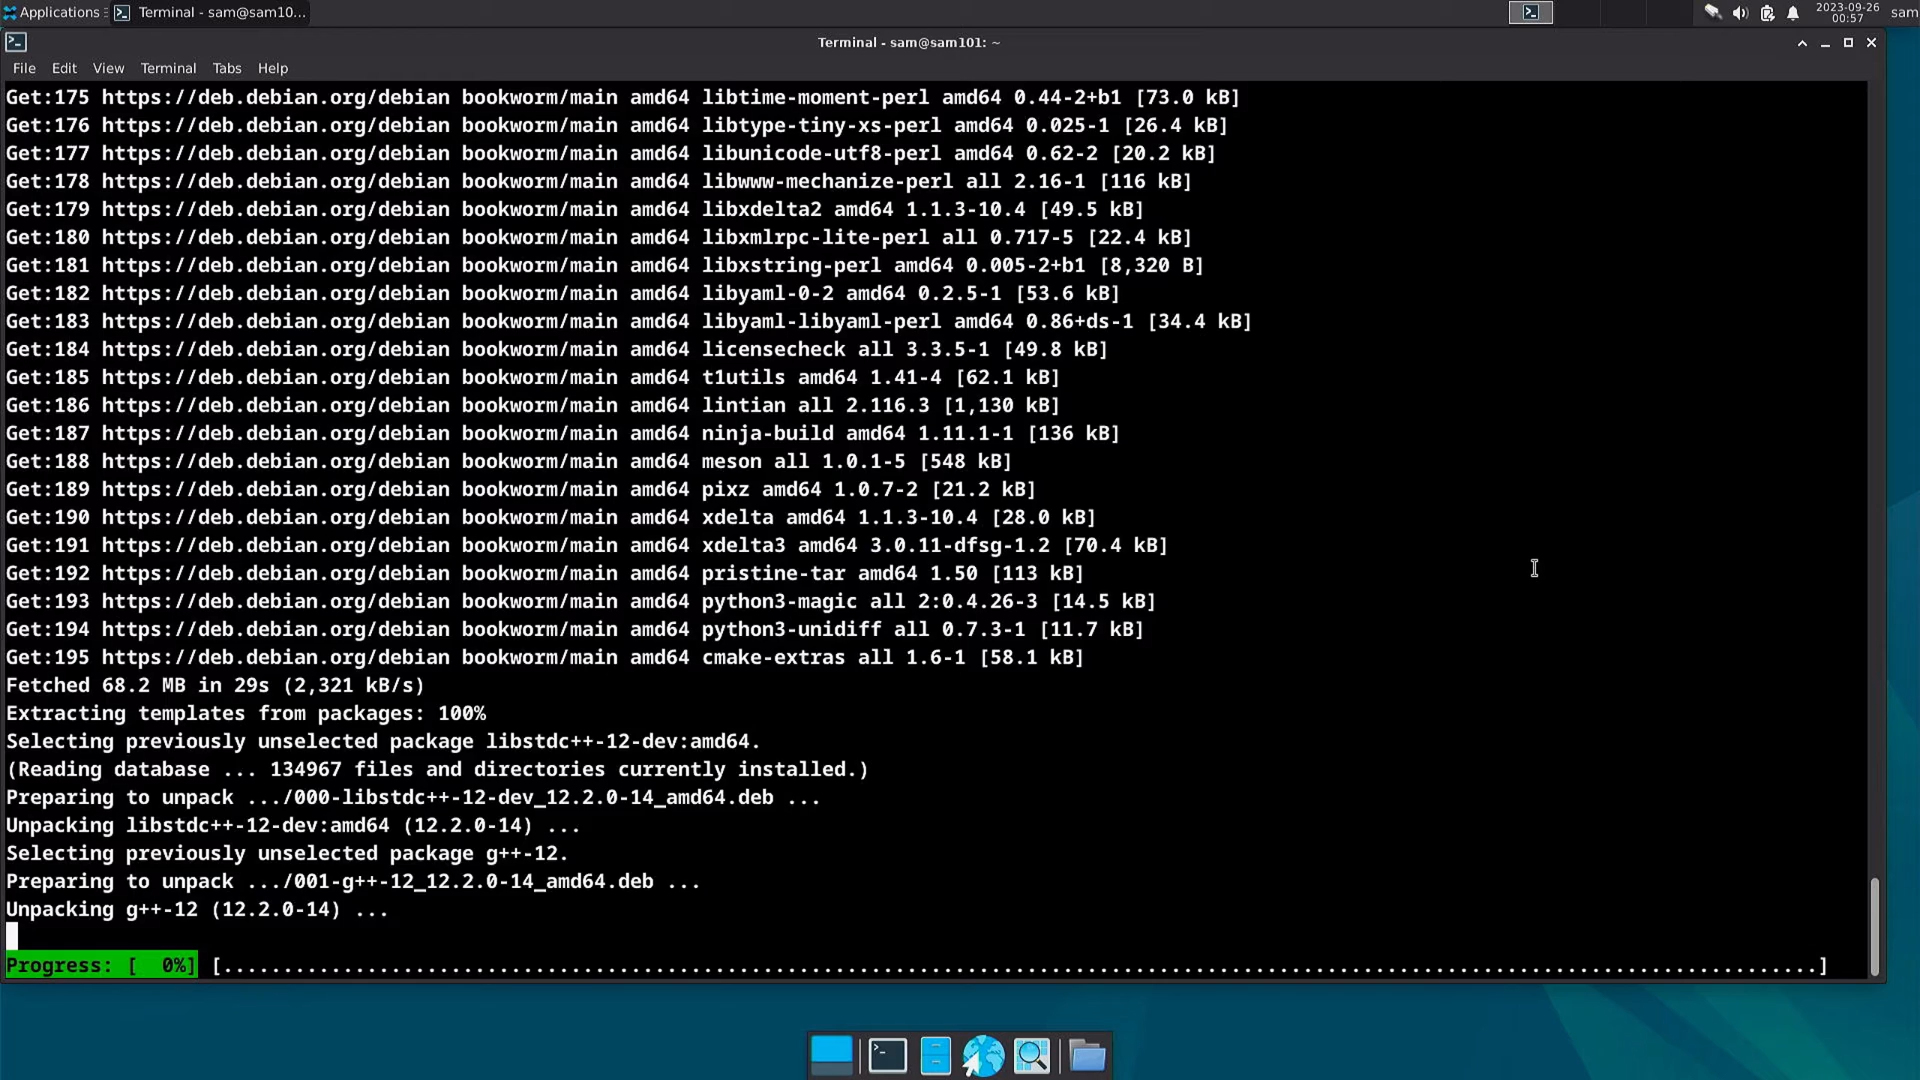 Applications
Terminal - sam@sam10...
2023-09-26
00:57
sam
Terminal - sam@sam101: ~
File Edit View Terminal Tabs Help
Get:175 https://deb.debian.org/debian bookworm/main amd64 libtime-moment-perl amd64 0.44-2+b1 [73.0 kB]
Get:176 https://deb.debian.org/debian bookworm/main amd64 libtype-tiny-xs-perl amd64 0.025-1 [26.4 kB]
Get:177 https://deb.debian.org/debian bookworm/main amd64 libunicode-utf8-perl amd64 0.62-2 [20.2 kB]
Get:178 https://deb.debian.org/debian bookworm/main amd64 libwww-mechanize-perl all 2.16-1 [116 kB]
Get:179 https://deb.debian.org/debian bookworm/main amd64 libxdelta2 amd64 1.1.3-10.4 [49.5 kB]
Get:180 https://deb.debian.org/debian bookworm/main amd64 libxmlrpc-lite-perl all 0.717-5 [22.4 kB]
Get:181 https://deb.debian.org/debian bookworm/main amd64 libxstring-perl amd64 0.005-2+b1 [8,320 B]
Get:182 https://deb.debian.org/debian bookworm/main amd64 libyaml-0-2 amd64 0.2.5-1 [53.6 kB]
Get:183 https://deb.debian.org/debian bookworm/main amd64 libyaml-libyaml-perl amd64 0.86+ds-1 [34.4 kB]
Get:184 https://deb.debian.org/debian bookworm/main amd64 licensecheck all 3.3.5-1 [49.8 kB]
Get:185 https://deb.debian.org/debian bookworm/main amd64 t1utils amd64 1.41-4 [62.1 kB]
Get:186 https://deb.debian.org/debian bookworm/main amd64 lintian all 2.116.3 [1,130 kB]
Get:187 https://deb.debian.org/debian bookworm/main amd64 ninja-build amd64 1.11.1-1 [136 kB]
Get:188 https://deb.debian.org/debian bookworm/main amd64 meson all 1.0.1-5 [548 kB]
Get:189 https://deb.debian.org/debian bookworm/main amd64 pixz amd64 1.0.7-2 [21.2 kB]
Get:190 https://deb.debian.org/debian bookworm/main amd64 xdelta amd64 1.1.3-10.4 [28.0 kB]
Get:191 https://deb.debian.org/debian bookworm/main amd64 xdelta3 amd64 3.0.11-dfsg-1.2 [70.4 kB]
Get:192 https://deb.debian.org/debian bookworm/main amd64 pristine-tar amd64 1.50 [113 kB]
Get:193 https://deb.debian.org/debian bookworm/main amd64 python3-magic all 2:0.4.26-3 [14.5 kB]
Get:194 https://deb.debian.org/debian bookworm/main amd64 python3-unidiff all 0.7.3-1 [11.7 kB]
Get:195 https://deb.debian.org/debian bookworm/main amd64 cmake-extras all 1.6-1 [58.1 kB]
Fetched 68.2 MB in 29s (2,321 kB/s)
Extracting templates from packages: 100%
Selecting previously unselected package libstdc++-12-dev:amd64.
(Reading database ... 134967 files and directories currently installed.)
Preparing to unpack .../000-libstdc++-12-dev_12.2.0-14_amd64.deb ...
Unpacking libstdc++-12-dev:amd64 (12.2.0-14) ...
Selecting previously unselected package g++-12.
Preparing to unpack .../001-g++-12_12.2.0-14_amd64.deb ...
Unpacking g++-12 (12.2.0-14) ...
Progress: [  0%] [.....................................................................................................................................]